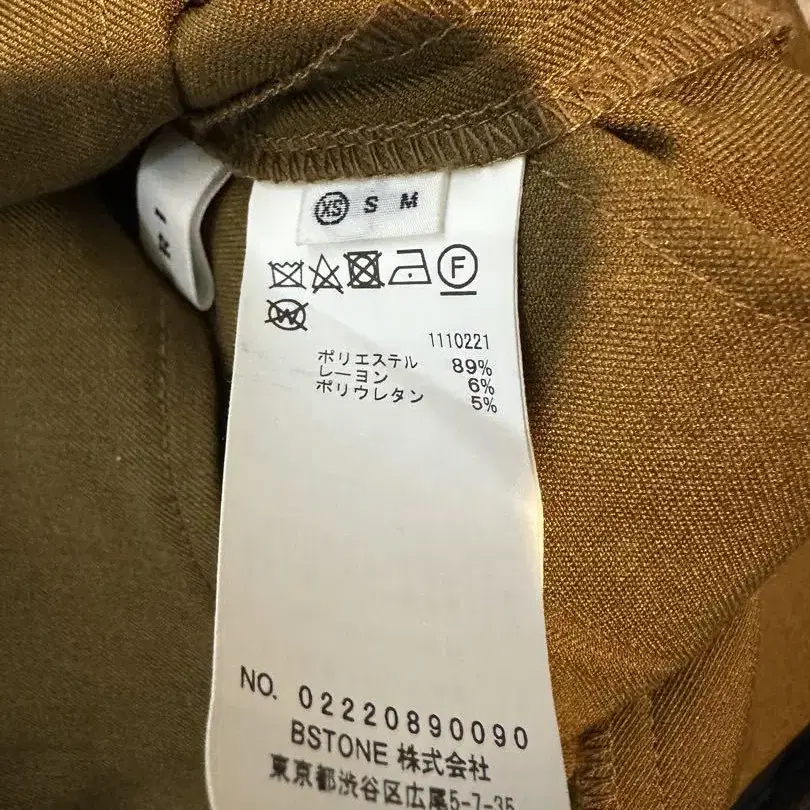 XS S M
F
W
1110221
ポリエステル 89%
レーヨン 6%
ポリウレタン 5%
NO. 02220890090
BSTONE 株式会社
東京都渋谷区広尾5-7-35